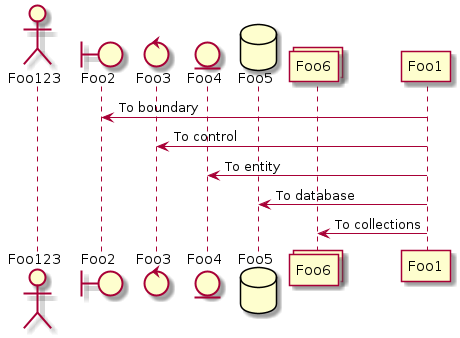 Foo123
Foo2
Foo3
Foo4
Foo5
Foo6
Foo1
To boundary
To control
To entity
To database
To collections
Foo123
Foo2
Foo3
Foo4
Foo5
Foo6
Foo1